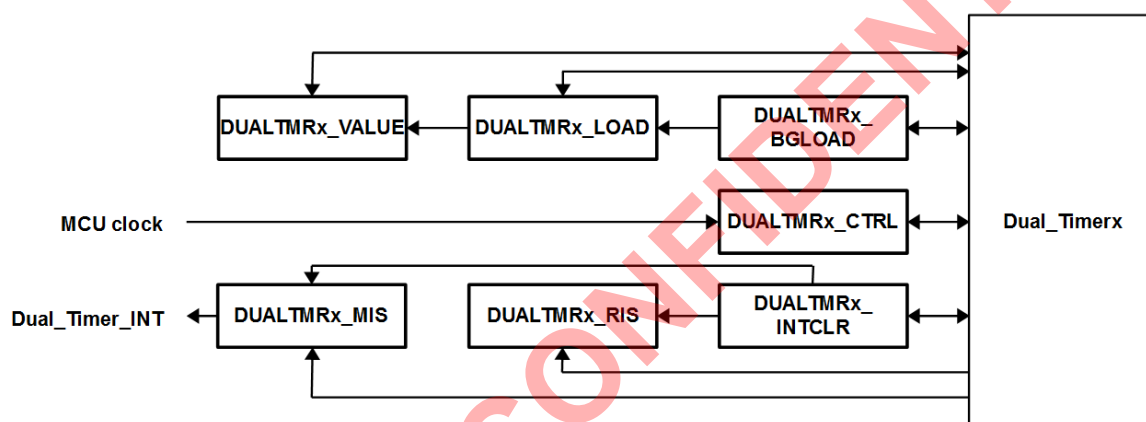 DUALTMRx_VALUE
DUALTMRx_LOAD
DUALTMRx_
BGLOAD
MCU clock
DUALTMRx_CTRL
Dual_Timerx
Dual_Timer_INT
DUALTMRx_MIS
DUALTMRx_RIS
DUALTMRx_
INTCLR
CONFIDEN